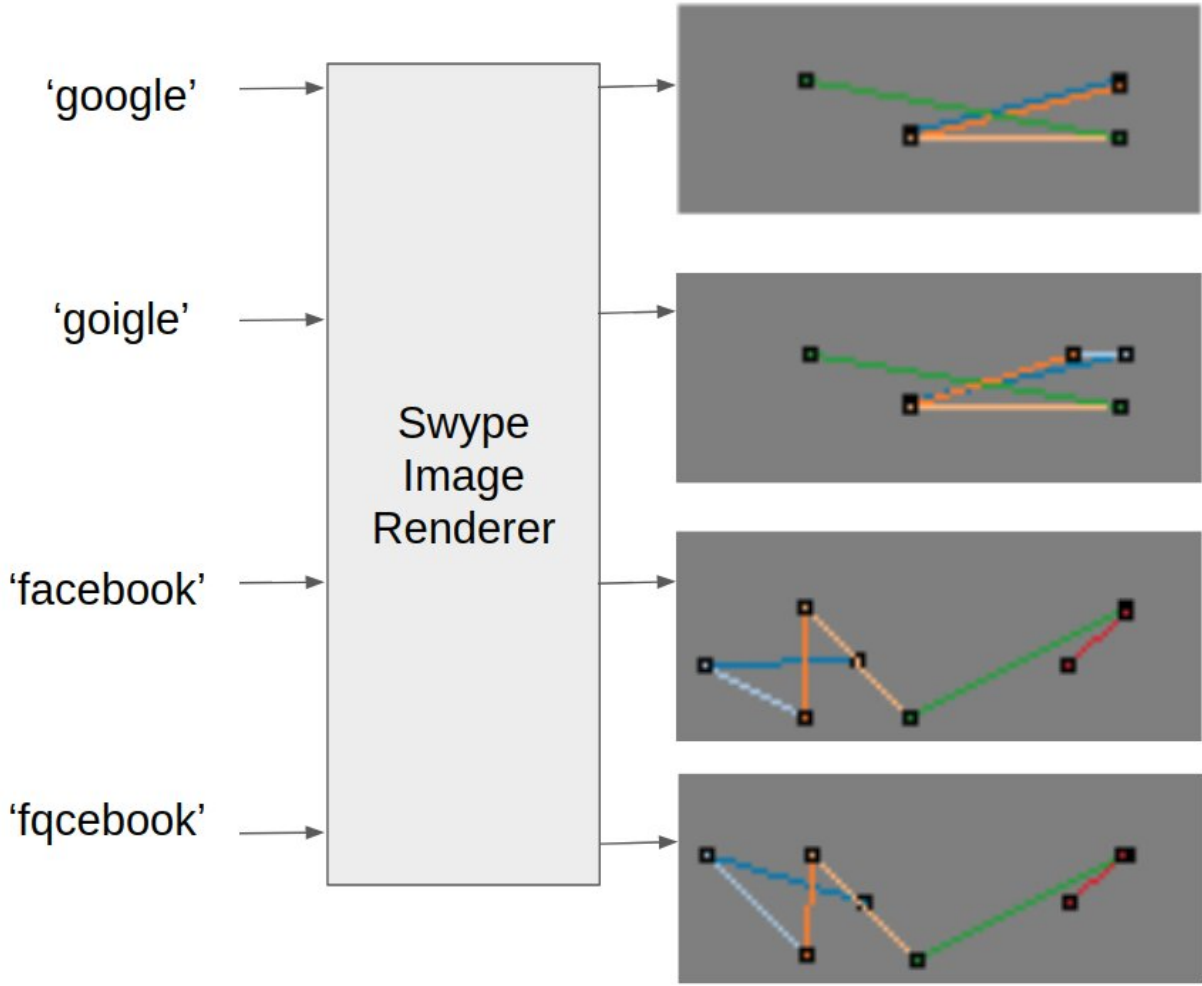 ‘google’
‘goigle’
Swype
Image
Renderer
‘facebook’
‘fqcebook’